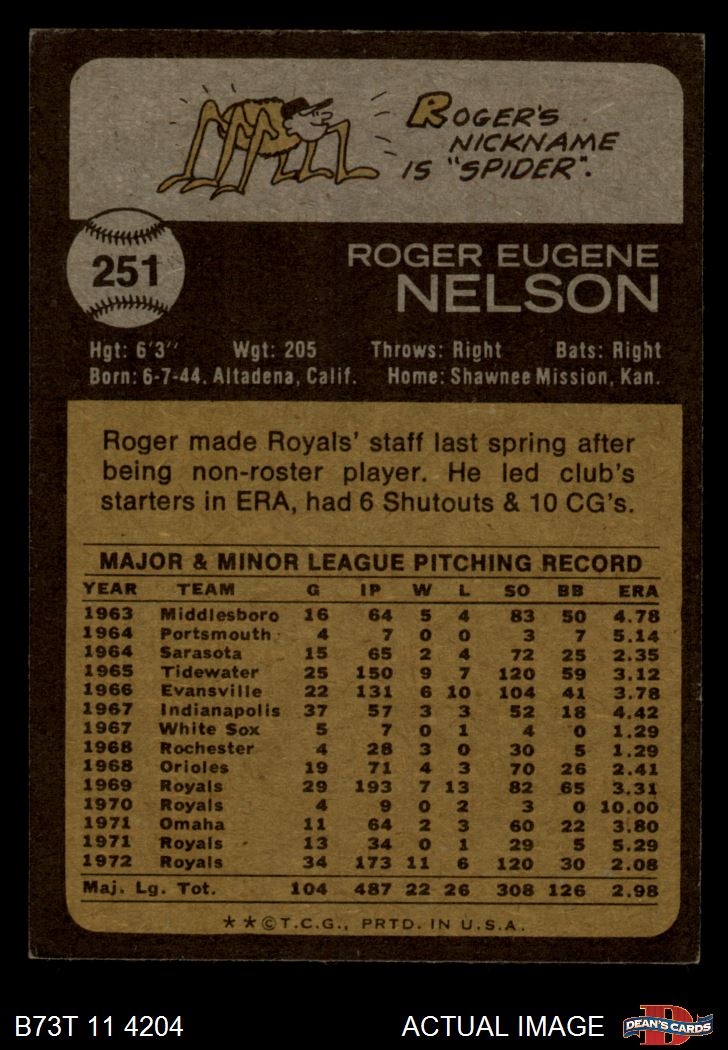 ROGER'S
NICKNAME
IS "SPIDER".
251
ROGER EUGENE
NELSON
Hgt: 6'3'' Wgt: 205 Throws: Right Bats: Right
Born: 6-7-44, Altadena, Calif. Home: Shawnee Mission, Kan.
Roger made Royals' staff last spring after
being non-roster player. He led club's
starters in ERA, had 6 Shutouts & 10 CG's.
MAJOR & MINOR LEAGUE PITCHING RECORD
YEAR TEAM G IP W L SO BB ERA
1963 Middlesboro 16 64 5 4 83 50 4.78
1964 Portsmouth 4 7 0 0 3 7 5.14
1964 Sarasota 15 65 2 4 72 25 2.35
1965 Tidewater 25 150 9 7 120 59 3.12
1966 Evansville 22 131 6 10 104 41 3.78
1967 Indianapolis 37 57 3 3 52 18 4.42
1967 White Sox 5 7 0 1 4 0 1.29
1968 Rochester 4 28 3 0 30 5 1.29
1968 Orioles 19 71 4 3 70 26 2.41
1969 Royals 29 193 7 13 82 65 3.31
1970 Royals 4 9 0 2 3 0 10.00
1971 Omaha 11 64 2 3 60 22 3.80
1971 Royals 13 34 0 1 29 5 5.29
1972 Royals 34 173 11 6 120 30 2.08
Maj. Lg. Tot. 104 487 22 26 308 126 2.98
**©T.C.G., PRTD. IN U.S.A.
B73T 11 4204 ACTUAL IMAGE D DEAN'S CARDS